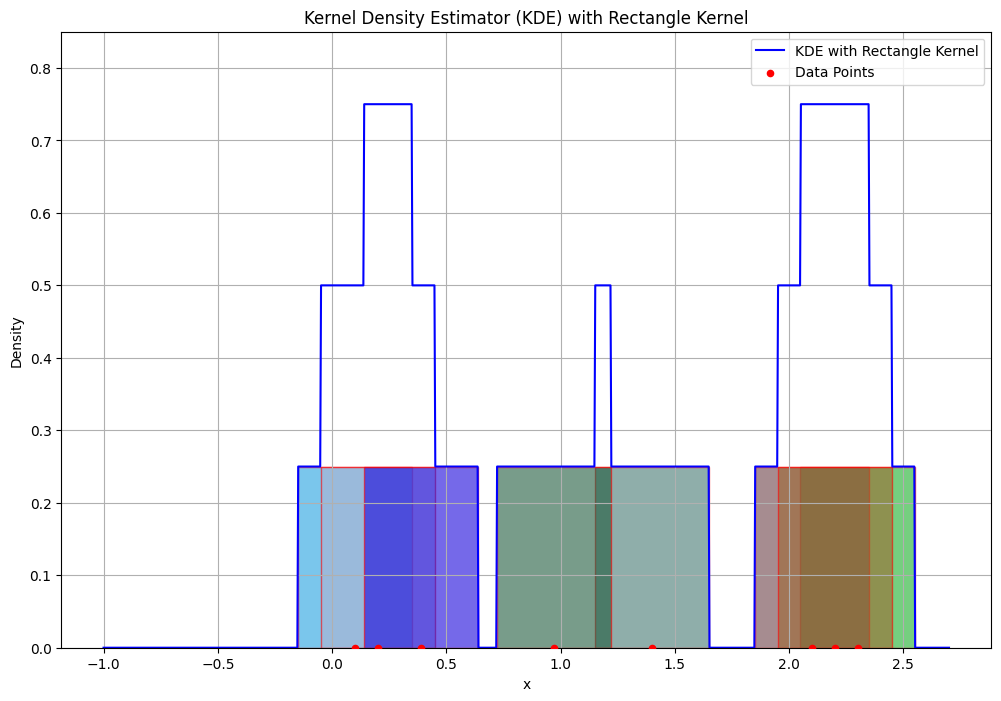 Kernel Density Estimator (KDE) with Rectangle Kernel
KDE with Rectangle Kernel
Data Points
Density
0.8
0.7
0.6
0.5
0.4
0.3
0.2
0.1
0.0
−1.0 −0.5 0.0 0.5 1.0 1.5 2.0 2.5
x